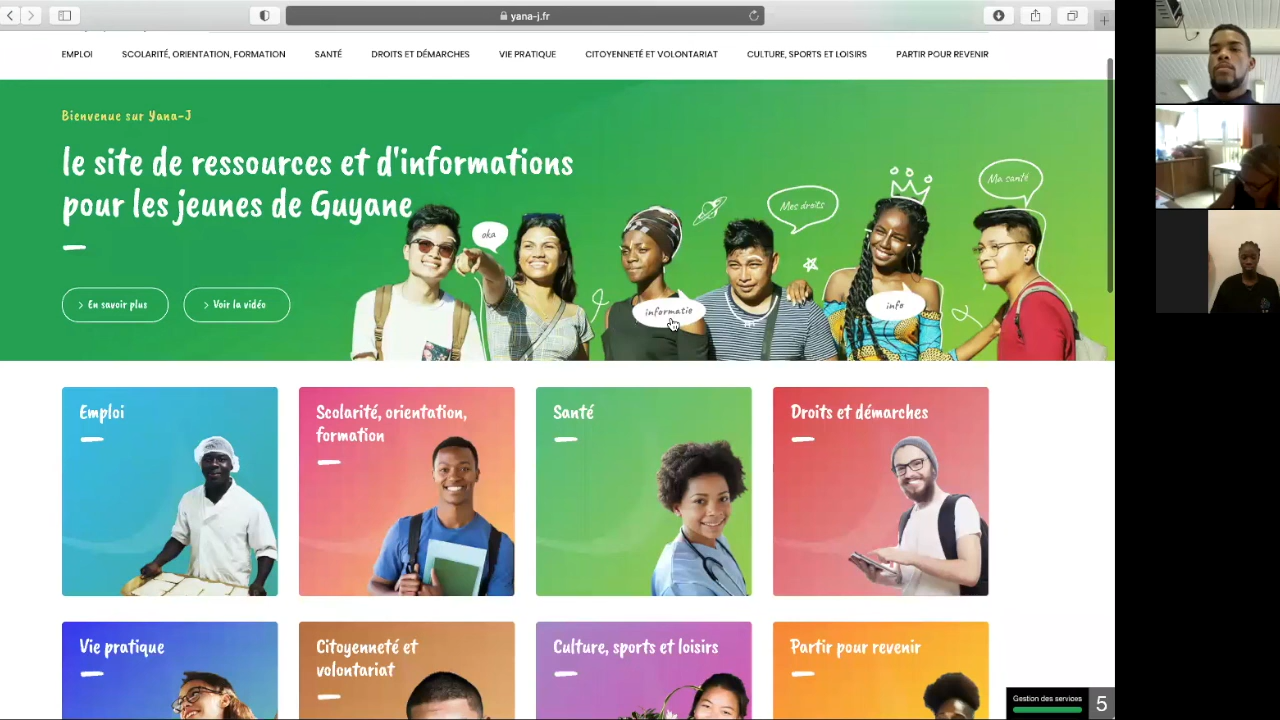 yana-j.fr
EMPLOI
SCOLARITÉ, ORIENTATION, FORMATION
SANTÉ
DROITS ET DÉMARCHES
VIE PRATIQUE
CITOYENNETÉ ET VOLONTARIAT
CULTURE, SPORTS ET LOISIRS
PARTIR POUR REVENIR
Bienvenue sur Yana-J
le site de ressources et d'informations
pour les jeunes de Guyane
> En savoir plus
> Voir la vidéo
oka
informatie
Mes droits
info
Ma santé
Emploi
Scolarité, orientation,
formation
Santé
Droits et démarches
Vie pratique
Citoyenneté et
volontariat
Culture, sports et loisirs
Partir pour revenir
Gestion des services
5